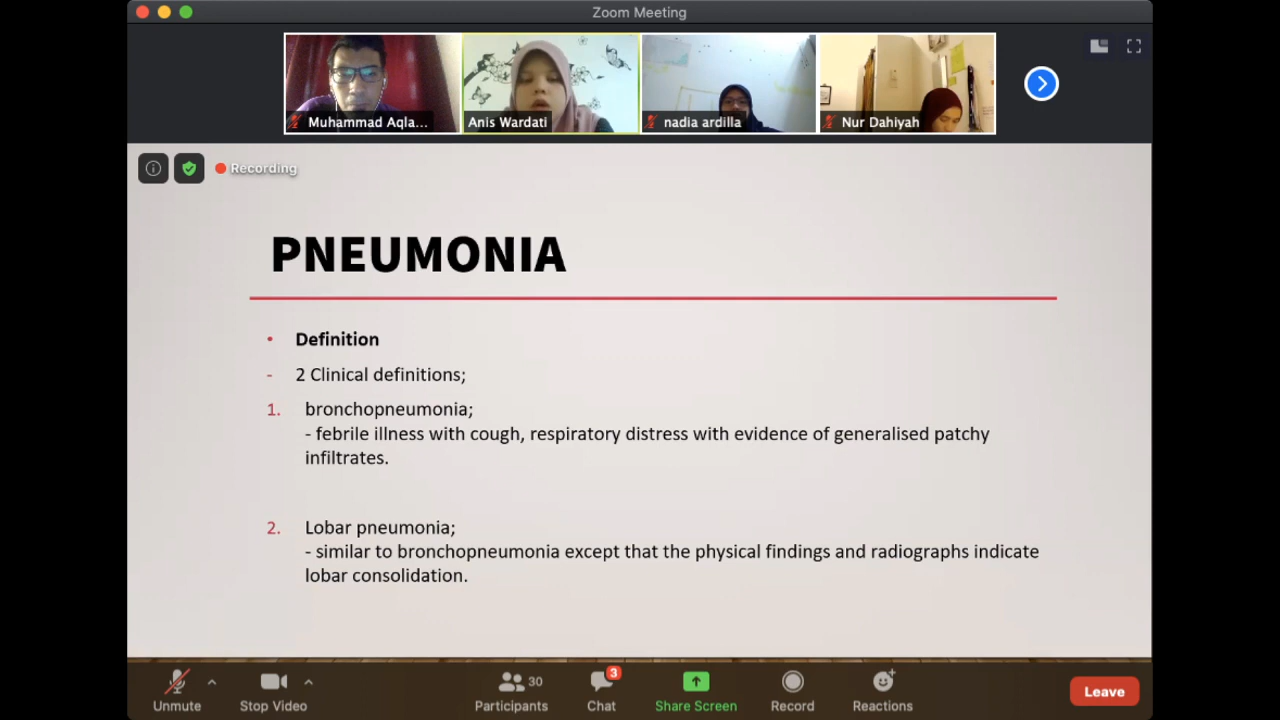 Zoom Meeting
Muhammad Aqla...
Anis Wardati
nadia ardilla
Nur Dahiyah
Recording
PNEUMONIA
• Definition
- 2 Clinical definitions;
1. bronchopneumonia;
- febrile illness with cough, respiratory distress with evidence of generalised patchy
infiltrates.
2. Lobar pneumonia;
- similar to bronchopneumonia except that the physical findings and radiographs indicate
lobar consolidation.
Unmute
Stop Video
Participants 30
Chat 3
Share Screen
Record
Reactions
Leave